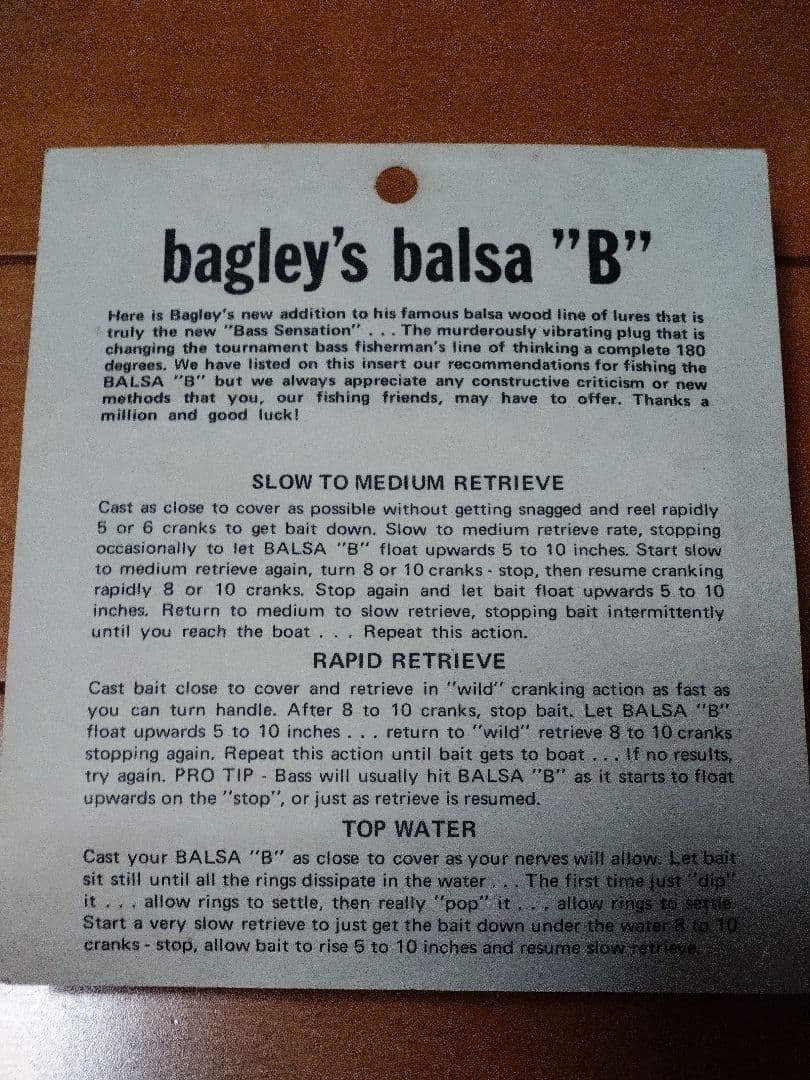 bagley's balsa "B"
Here is Bagley's new addition to his famous balsa wood line of lures that is
truly the new "Bass Sensation" . . . The murderously vibrating plug that is
changing the tournament bass fisherman's line of thinking a complete 180
degrees. We have listed on this insert our recommendations for fishing the
BALSA "B" but we always appreciate any constructive criticism or new
methods that you, our fishing friends, may have to offer. Thanks a
million and good luck!
SLOW TO MEDIUM RETRIEVE
Cast as close to cover as possible without getting snagged and reel rapidly
5 or 6 cranks to get bait down. Slow to medium retrieve rate, stopping
occasionally to let BALSA "B" float upwards 5 to 10 inches. Start slow
to medium retrieve again, turn 8 or 10 cranks - stop, then resume cranking
rapidly 8 or 10 cranks. Stop again and let bait float upwards 5 to 10
inches. Return to medium to slow retrieve, stopping bait intermittently
until you reach the boat . . . Repeat this action.
RAPID RETRIEVE
Cast bait close to cover and retrieve in "wild" cranking action as fast as
you can turn handle. After 8 to 10 cranks, stop bait. Let BALSA "B"
float upwards 5 to 10 inches . . . return to "wild" retrieve 8 to 10 cranks
stopping again. Repeat this action until bait gets to boat . . . If no results,
try again. PRO TIP - Bass will usually hit BALSA "B" as it starts to float
upwards on the "stop", or just as retrieve is resumed.
TOP WATER
Cast your BALSA "B" as close to cover as your nerves will allow. Let bait
sit still until all the rings dissipate in the water . . . The first time just "dip"
it . . . allow rings to settle, then really "pop" it . . . allow rings to settle.
Start a very slow retrieve to just get the bait down under the water 8 to 10
cranks - stop, allow bait to rise 5 to 10 inches and resume slow retrieve.